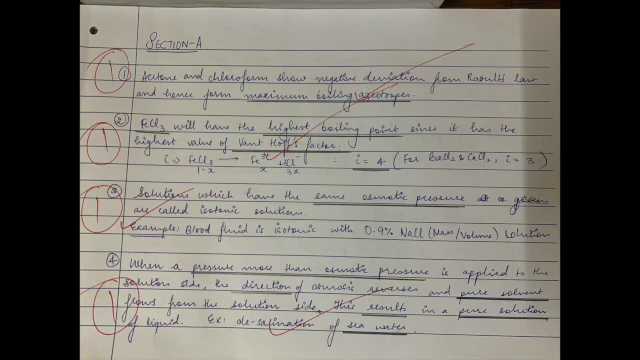 SECTION-A
1 ① Acetone and chloroform show negative deviation from Raoult's law
and hence form maximum boiling azeotropes.
1 ② FeCl3 will have the highest boiling point since it has the
highest value of Vant Hoff's factor.
i ⇒ FeCl3 → Fe3+ + 3Cl- i = 4 (For BaCl2 & CaCl2, i = 3)
1-x x 3x
1 ③ Solutions which have the same osmotic pressure at a given
are called isotonic solutions.
Example: Blood fluid is isotonic with 0.9% NaCl (Mass/Volume) solution
④ When a pressure more than osmotic pressure is applied to the
solution side, the direction of osmosis reverses and pure solvent
1 flows from the solution side, this results in a pure solution
of liquid. Ex: de-salination of sea water.